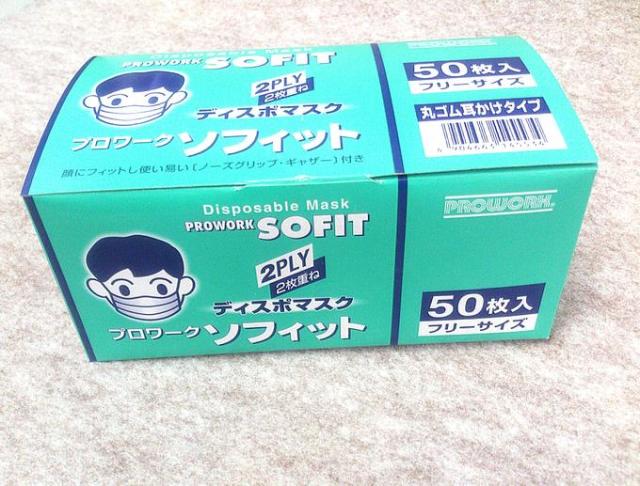 Disposable Mask
PROWORK SOFIT
2PLY
2枚重ね
ディスポマスク
プロワーク ソフィット
顔にフィットし使い易い〔ノーズグリップ・ギャザー〕付き
PROWORK
50枚入
フリーサイズ
丸ゴム耳かけタイプ
Disposable Mask
PROWORK SOFIT
2PLY
2枚重ね
ディスポマスク
プロワーク ソフィット
PROWORK
50枚入
フリーサイズ